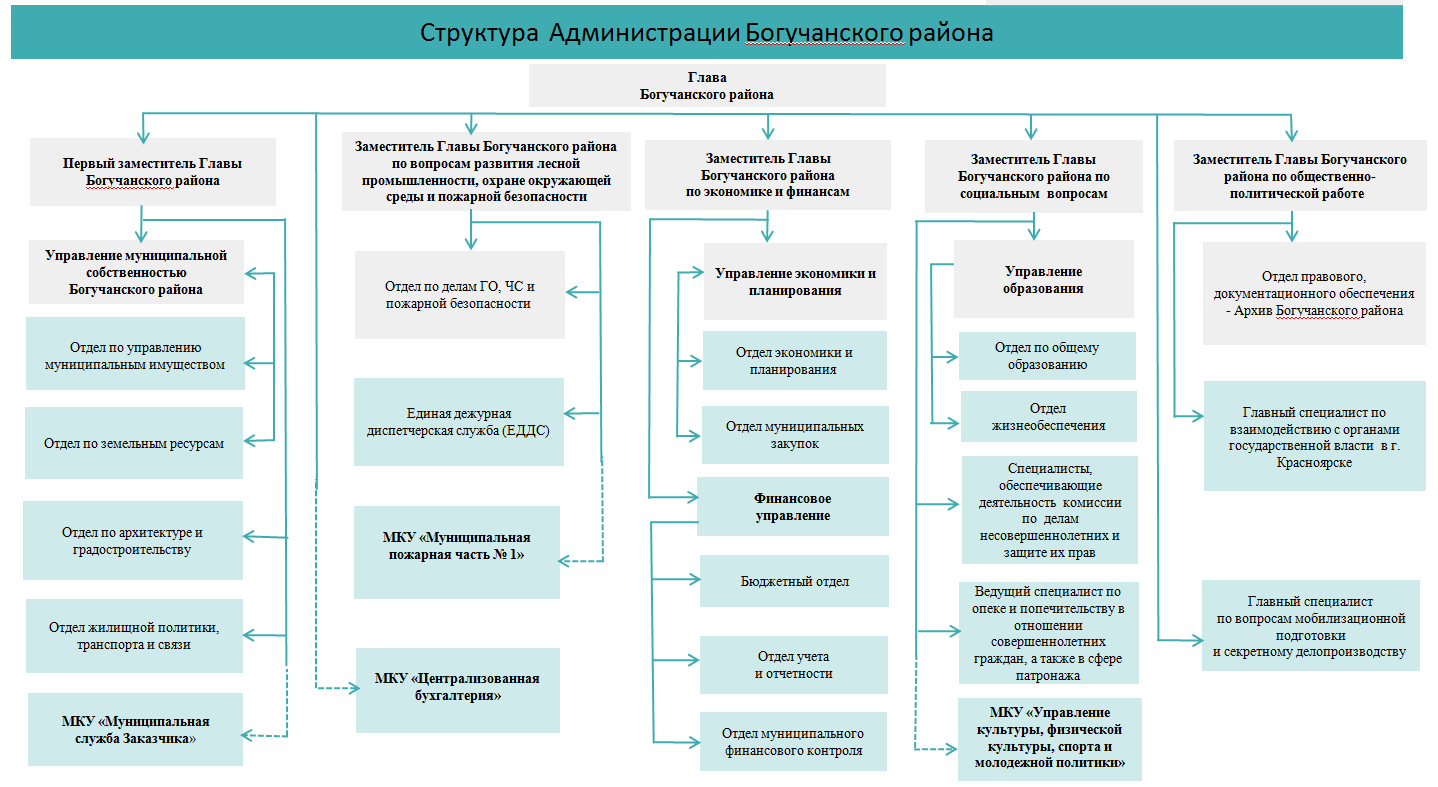 Структура Администрации Богучанского района
Глава
Богучанского района
Первый заместитель Главы
Богучанского района
Управление муниципальной
собственностью
Богучанского района
Отдел по управлению
муниципальным имуществом
Отдел по земельным ресурсам
Отдел по архитектуре и
градостроительству
Отдел жилищной политики,
транспорта и связи
МКУ «Муниципальная
служба Заказчика»
Заместитель Главы Богучанского района
по вопросам развития лесной
промышленности, охране окружающей
среды и пожарной безопасности
Отдел по делам ГО, ЧС и
пожарной безопасности
Единая дежурная
диспетчерская служба (ЕДДС)
МКУ «Муниципальная
пожарная часть № 1»
МКУ «Централизованная
бухгалтерия»
Заместитель Главы
Богучанского района
по экономике и финансам
Управление экономики и
планирования
Отдел экономики и
планирования
Отдел муниципальных
закупок
Финансовое
управление
Бюджетный отдел
Отдел учета
и отчетности
Отдел муниципального
финансового контроля
Заместитель Главы
Богучанского района по
социальным вопросам
Управление
образования
Отдел по общему
образованию
Отдел
жизнеобеспечения
Специалисты,
обеспечивающие
деятельность комиссии
по делам
несовершеннолетних и
защите их прав
Ведущий специалист по
опеке и попечительству в
отношении
совершеннолетних
граждан, а также в сфере
патронажа
МКУ «Управление
культуры, физической
культуры, спорта и
молодежной политики»
Заместитель Главы Богучанского
района по общественно-
политической работе
Отдел правового,
документационного обеспечения
- Архив Богучанского района
Главный специалист по
взаимодействию с органами
государственной власти в г.
Красноярске
Главный специалист
по вопросам мобилизационной
подготовки
и секретному делопроизводству